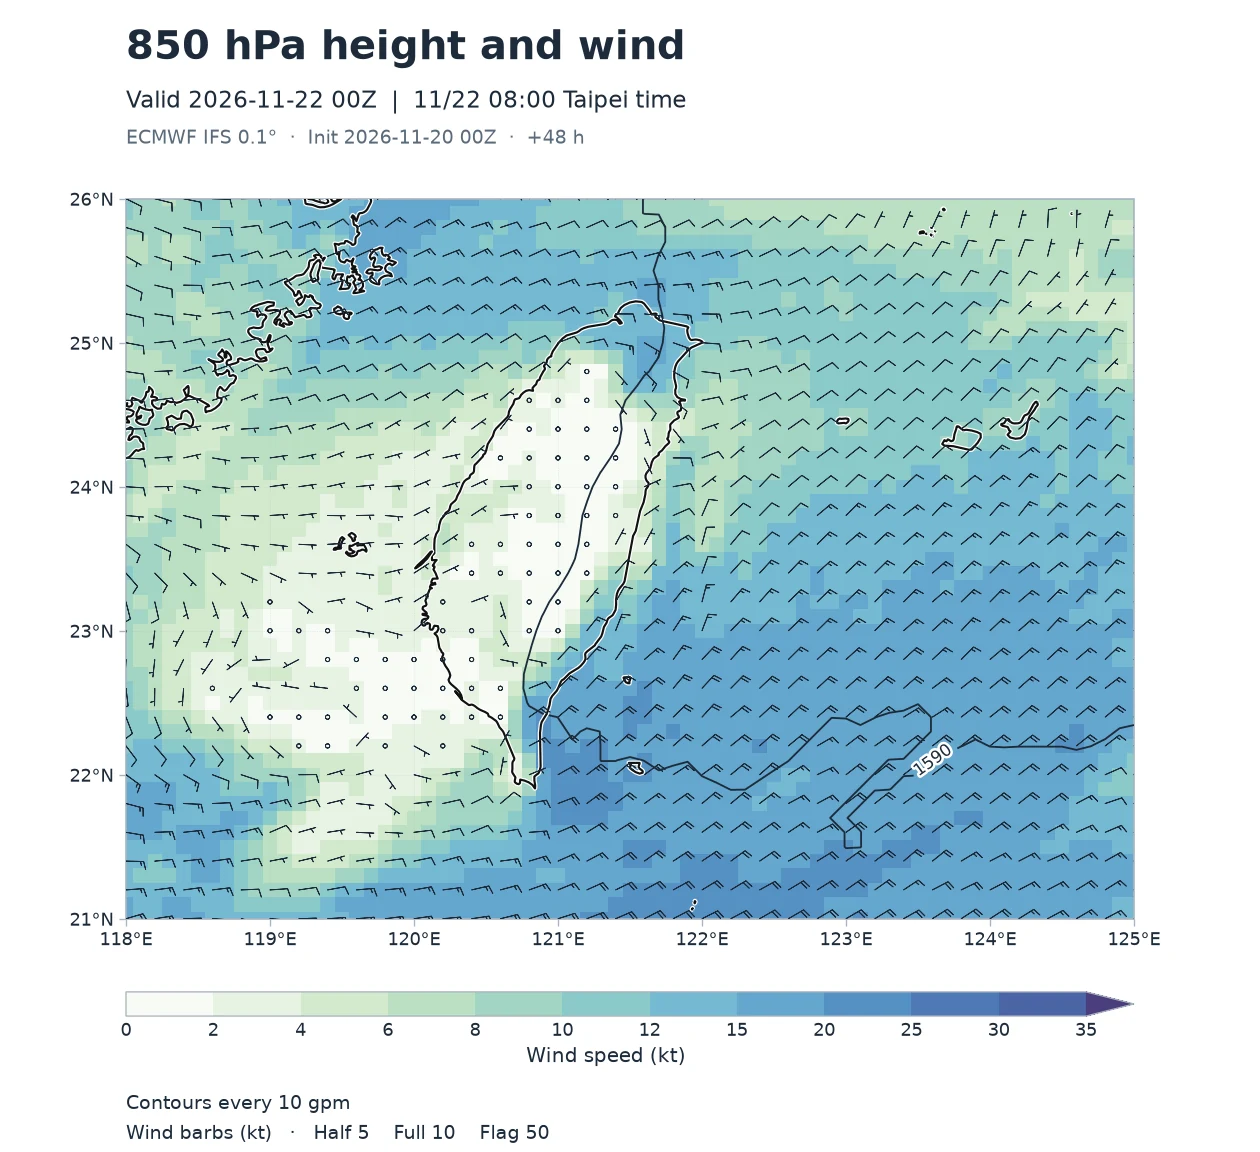 850 hPa height and wind
Valid 2026-11-22 00Z | 11/22 08:00 Taipei time
ECMWF IFS 0.1° · Init 2026-11-20 00Z · +48 h
26°N
25°N
24°N
23°N
22°N
21°N
1590
118°E 119°E 120°E 121°E 122°E 123°E 124°E 125°E
0 2 4 6 8 10 12 15 20 25 30 35
Wind speed (kt)
Contours every 10 gpm
Wind barbs (kt) · Half 5 Full 10 Flag 50